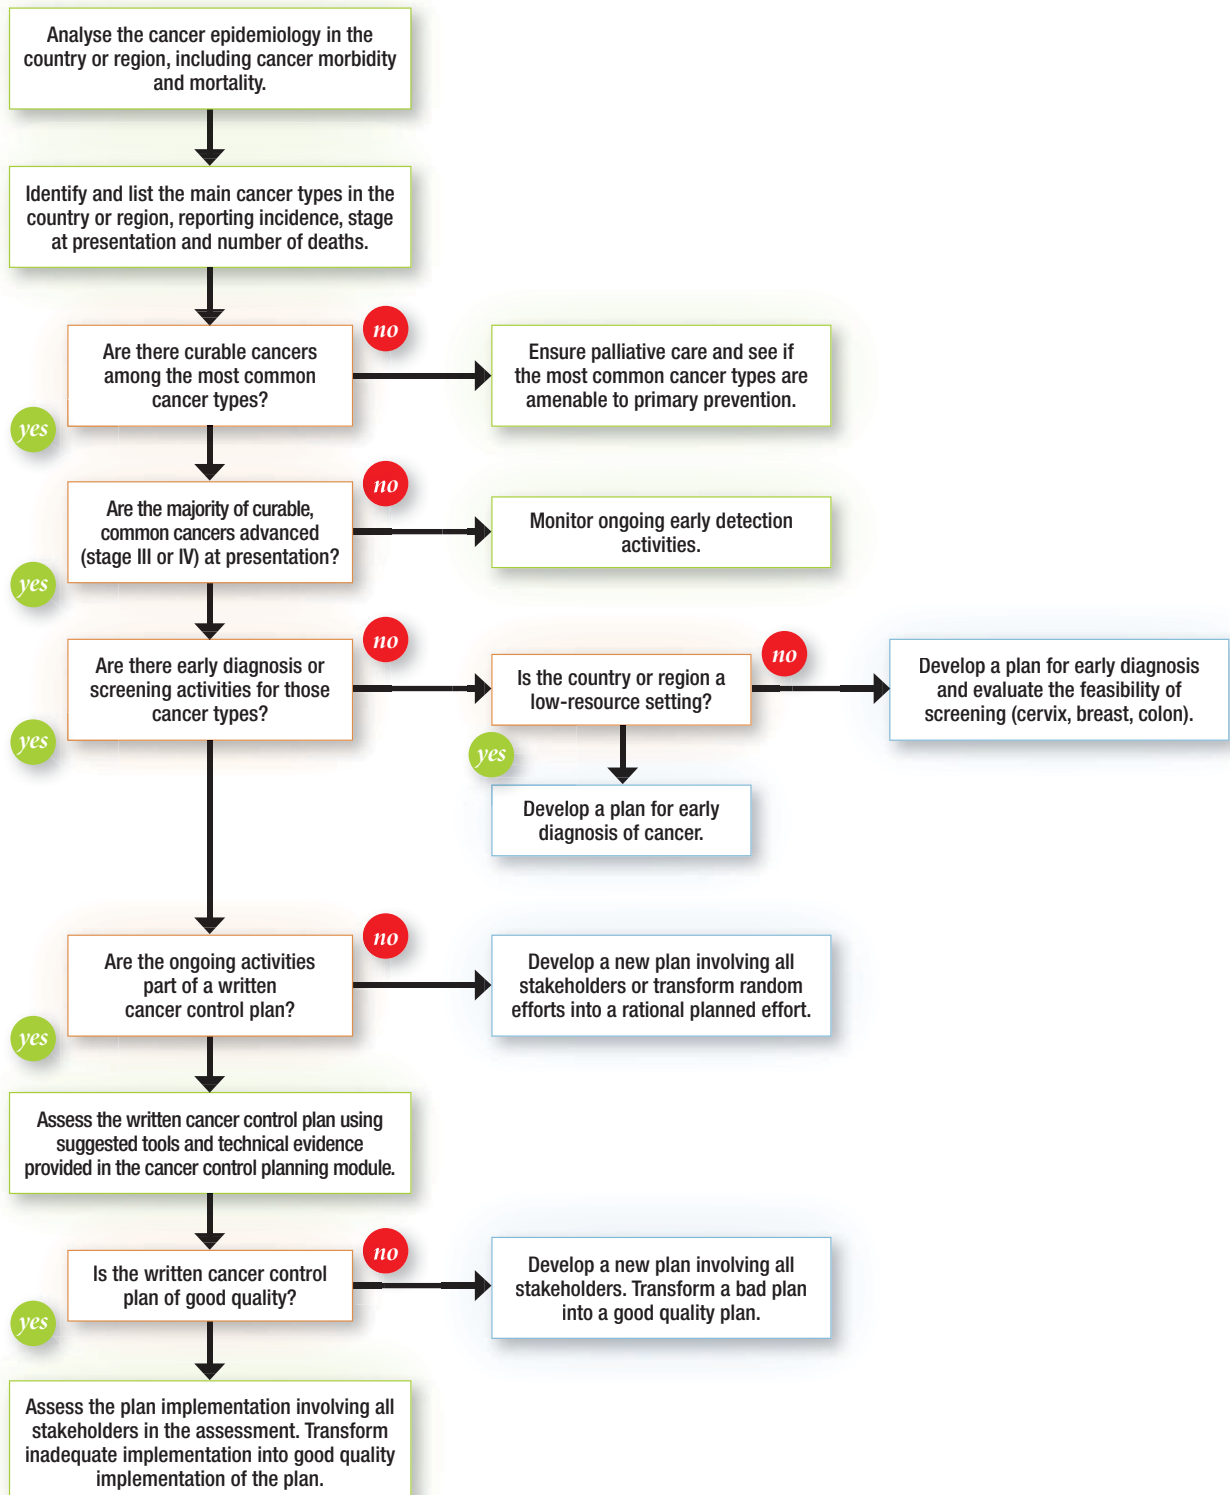 Analyse the cancer epidemiology in the
country or region, including cancer morbidity
and mortality.
Identify and list the main cancer types in the
country or region, reporting incidence, stage
at presentation and number of deaths.
no
Are there curable cancers
among the most common
cancer types?
Ensure palliative care and see if
the most common cancer types are
amenable to primary prevention.
yes
no
Are the majority of curable,
common cancers advanced
(stage III or IV) at presentation?
Monitor ongoing early detection
activities.
yes
no
Are there early diagnosis or
screening activities for those
cancer types?
Is the country or region a
low-resource setting?
no
Develop a plan for early diagnosis
and evaluate the feasibility of
screening (cervix, breast, colon).
yes
yes
Develop a plan for early
diagnosis of cancer.
no
Are the ongoing activities
part of a written
cancer control plan?
Develop a new plan involving all
stakeholders or transform random
efforts into a rational planned effort.
yes
Assess the written cancer control plan using
suggested tools and technical evidence
provided in the cancer control planning module.
no
Is the written cancer control
plan of good quality?
Develop a new plan involving all
stakeholders. Transform a bad plan
into a good quality plan.
yes
Assess the plan implementation involving all
stakeholders in the assessment. Transform
inadequate implementation into good quality
implementation of the plan.